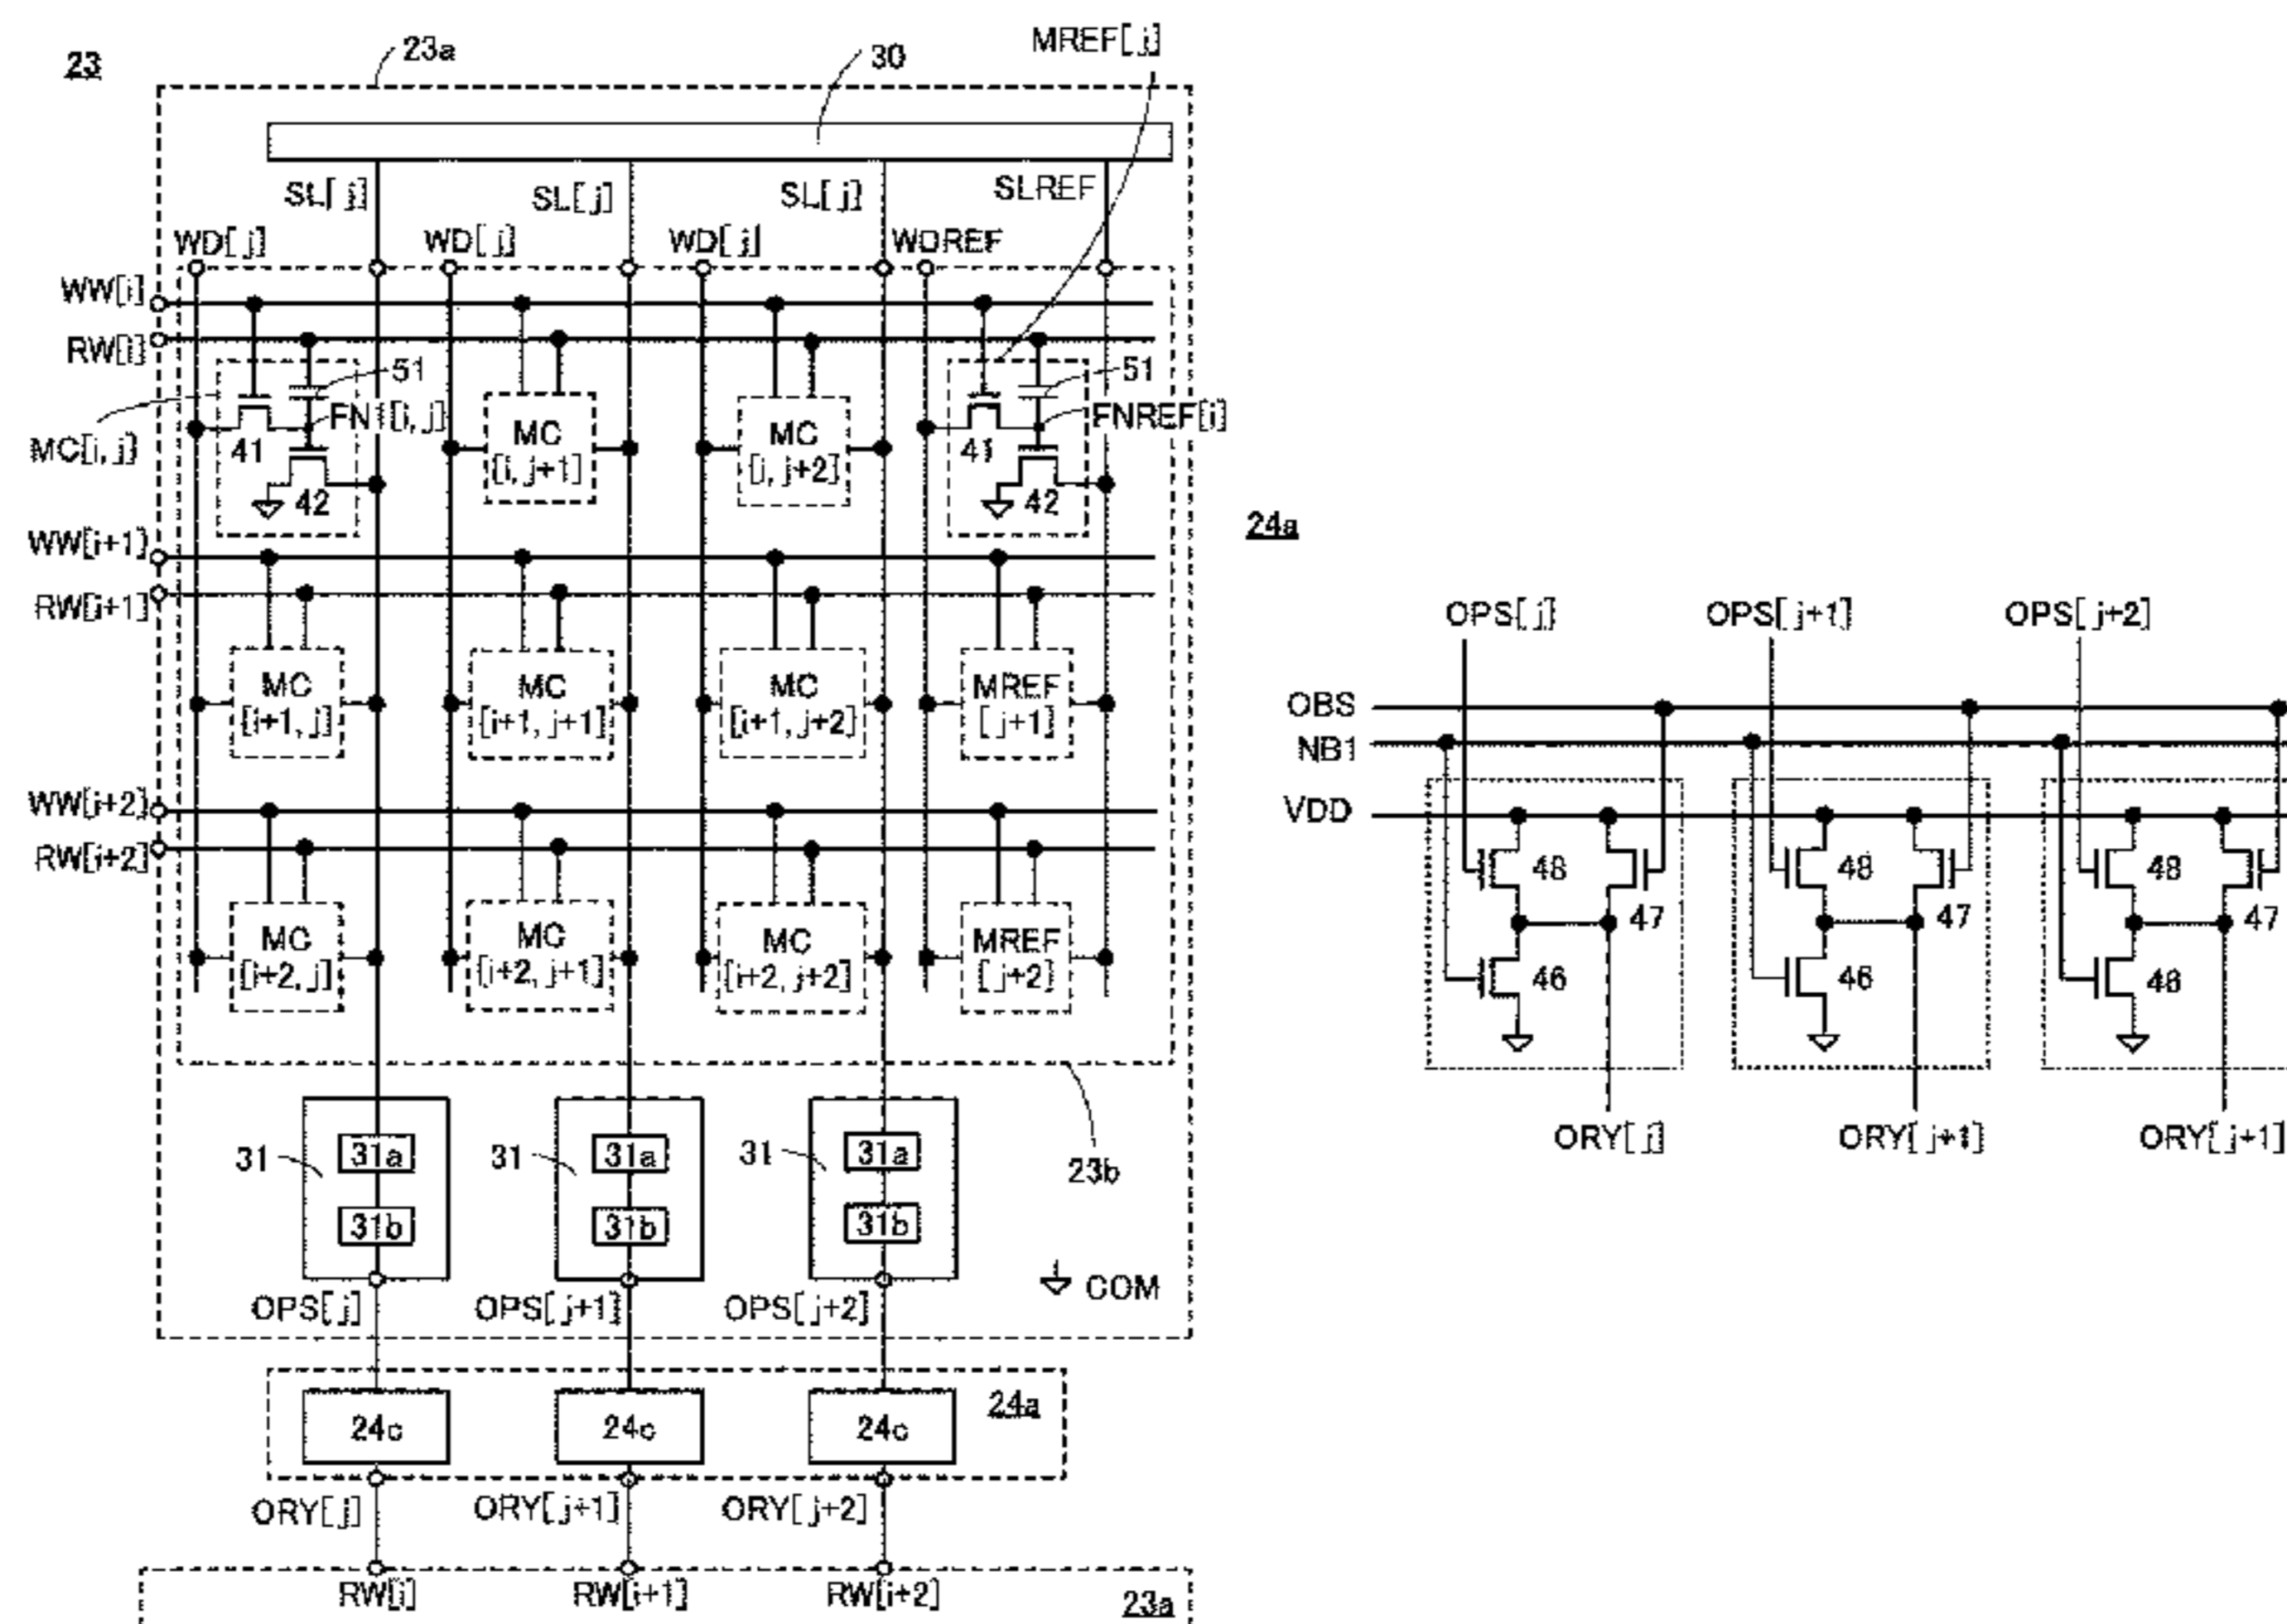 23
23a
30
MREF[j]
SL[j]
SL[j]
SL[j]
SLREF
WD[j]
WD[j]
WD[j]
WDREF
WW[i]
RW[i]
51
FN1[i,j]
MC[i,j]
41
42
MC
[i,j+1]
MC
[i,j+2]
51
FNREF[i]
41
42
WW[i+1]
RW[i+1]
MC
[i+1,j]
MC
[i+1,j+1]
MC
[i+1,j+2]
MREF
[j+1]
WW[i+2]
RW[i+2]
MC
[i+2,j]
MC
[i+2,j+1]
MC
[i+2,j+2]
MREF
[j+2]
31
31a
31b
31
31a
31b
31
31a
31b
23b
COM
OPS[j]
OPS[j+1]
OPS[j+2]
24c
24c
24c
24a
ORY[j]
ORY[j+1]
ORY[j+2]
RW[i]
RW[i+1]
RW[i+2]
23a
24a
OPS[j]
OPS[j+1]
OPS[j+2]
OBS
NB1
VDD
48
47
46
48
47
46
48
47
46
ORY[j]
ORY[j+1]
ORY[j+1]